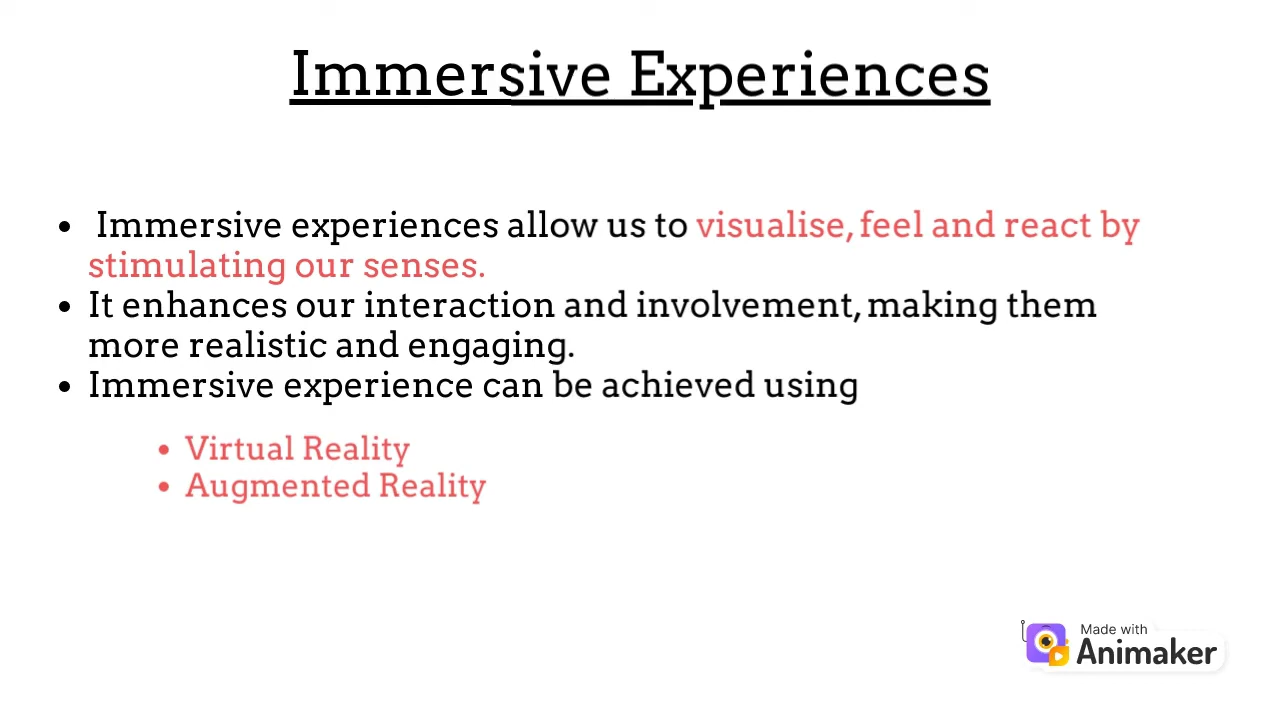 Immersive Experiences
• Immersive experiences allow us to visualise, feel and react by
stimulating our senses.
• It enhances our interaction and involvement, making them
more realistic and engaging.
• Immersive experience can be achieved using
• Virtual Reality
• Augmented Reality
Made with
Animaker